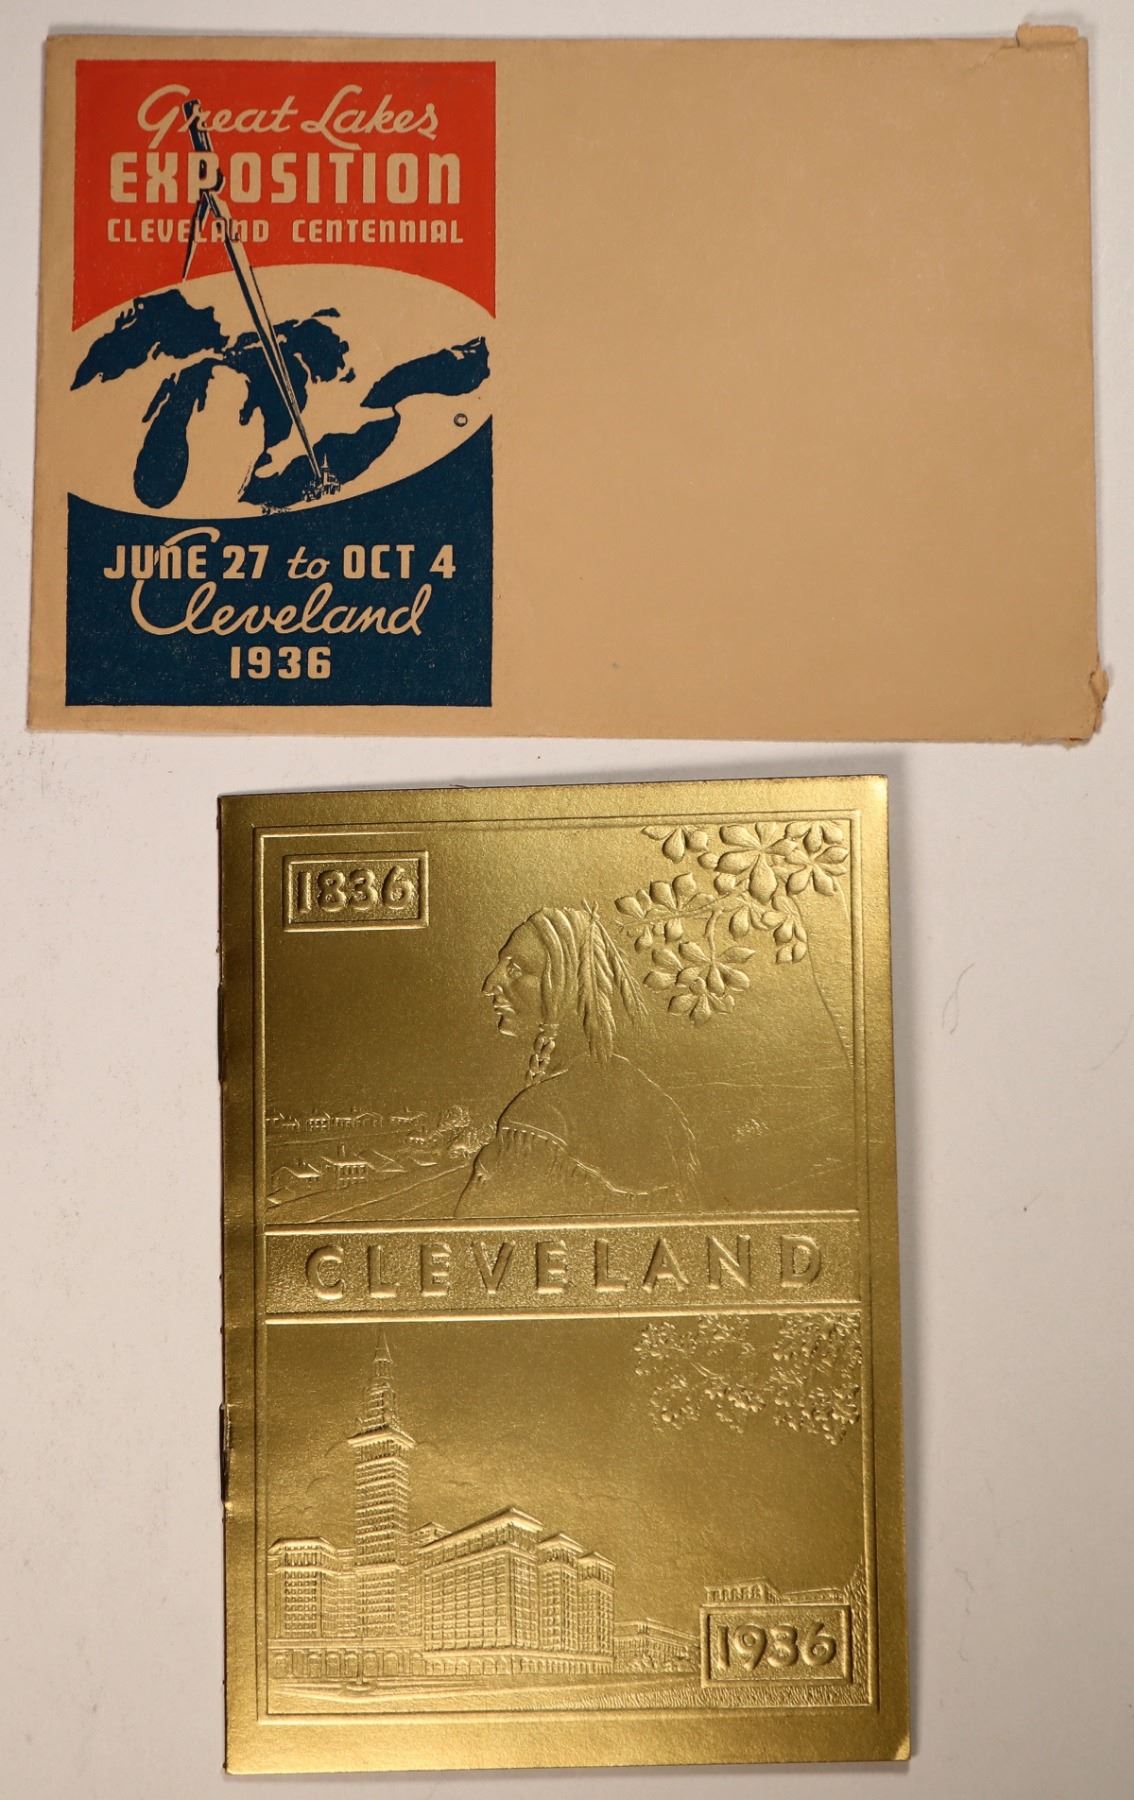 Great Lakes
EXPOSITION
CLEVELAND CENTENNIAL
©
JUNE 27 to OCT 4
Cleveland
1936
1836
CLEVELAND
1936